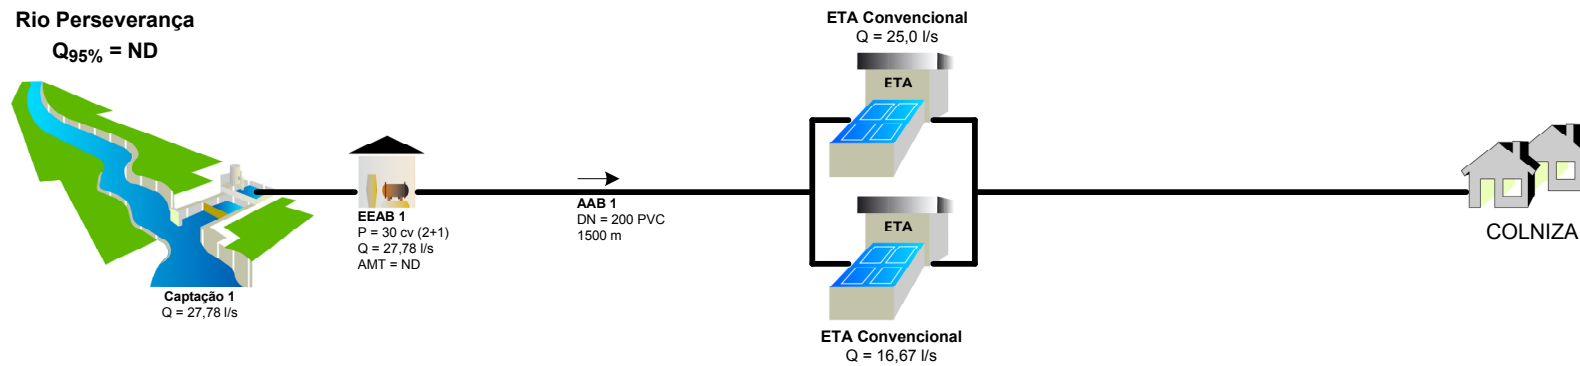 Rio Perseverança
Q95% = ND
Captação 1
Q = 27,78 l/s
EEAB 1
P = 30 cv (2+1)
Q = 27,78 l/s
AMT = ND
AAB 1
DN = 200 PVC
1500 m
ETA Convencional
Q = 25,0 l/s
ETA
ETA
ETA Convencional
Q = 16,67 l/s
COLNIZA